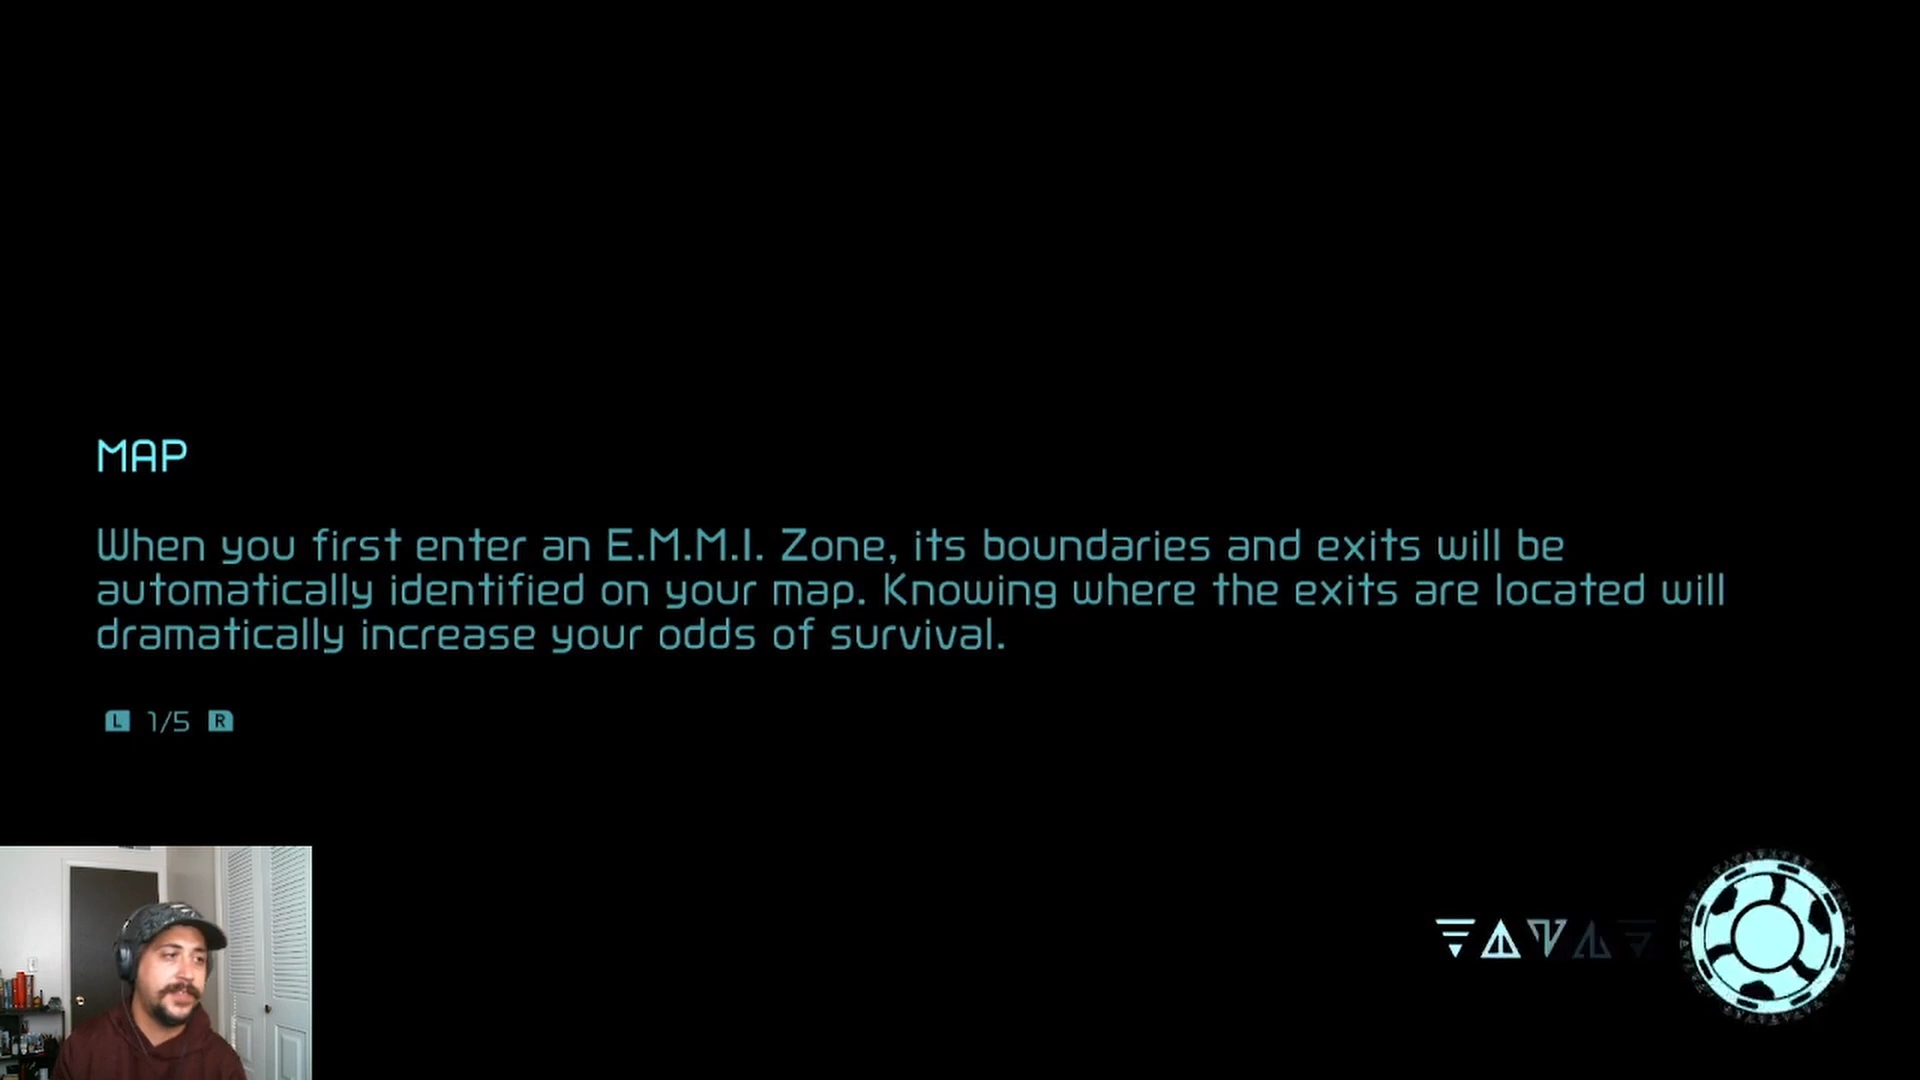 MAP
When you first enter an E.M.M.I. Zone, its boundaries and exits will be
automatically identified on your map. Knowing where the exits are located will
dramatically increase your odds of survival.
L 1/5 R